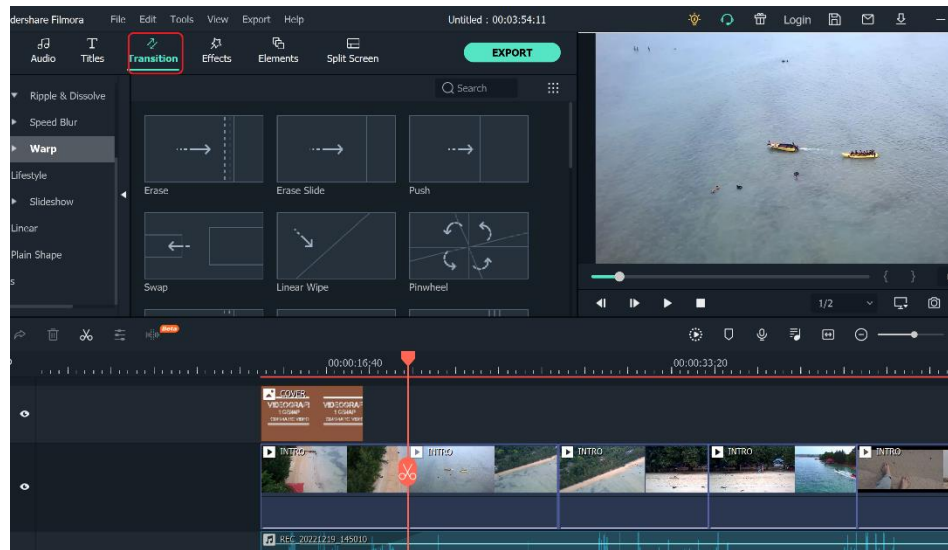 dershare Filmora File Edit Tools View Export Help Untitled : 00:03:54:11 Login
Audio Titles Transition Effects Elements Split Screen EXPORT
Search
Ripple & Dissolve
Speed Blur
Warp
Lifestyle
Slideshow
Linear
Plain Shape
s
Erase Erase Slide Push
Swap Linear Wipe Pinwheel
1/2
Beta
00:00:16:40 00:00:33:20
COVER
VIDEOGRAFI VIDEOGRAF
INTRO INTRO INTRO INTRO INTRO
REC_20221219_145010